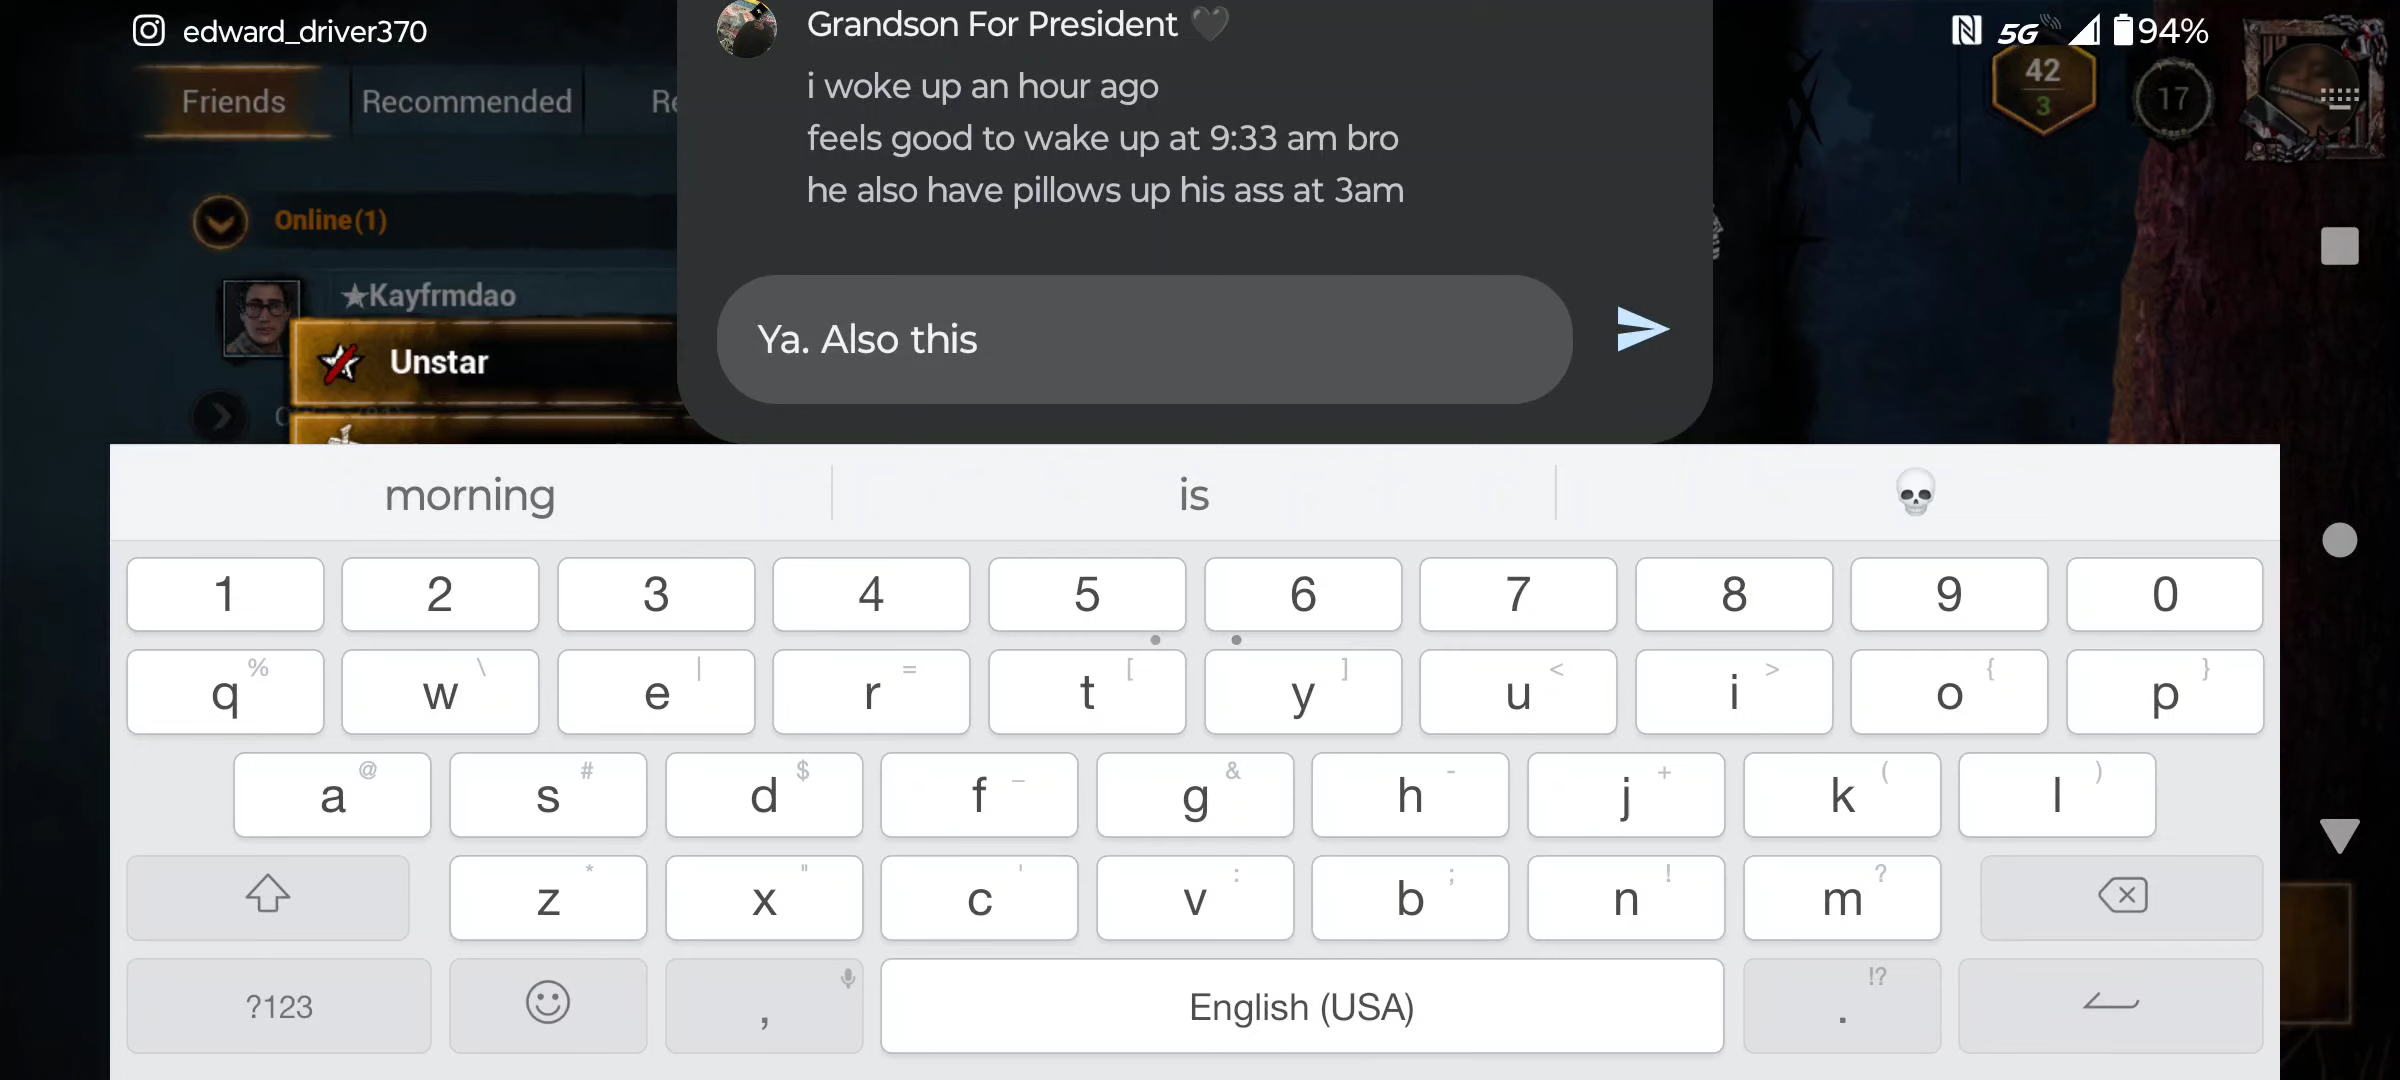 edward_driver370
Grandson For President 🖤
5G
94%
Friends
Recommended
Re
42
3
17
i woke up an hour ago
feels good to wake up at 9:33 am bro
he also have pillows up his ass at 3am
Online(1)
★Kayfrmdao
Unstar
Ya. Also this
morning
is
💀
1 2 3 4 5 6 7 8 9 0
q % w \ e | r = t [ y ] u < i > o { p }
a @ s # d $ f _ g & h - j + k ( l )
z * x " c ' v : b ; n ! m ?
?123 , English (USA) . !?